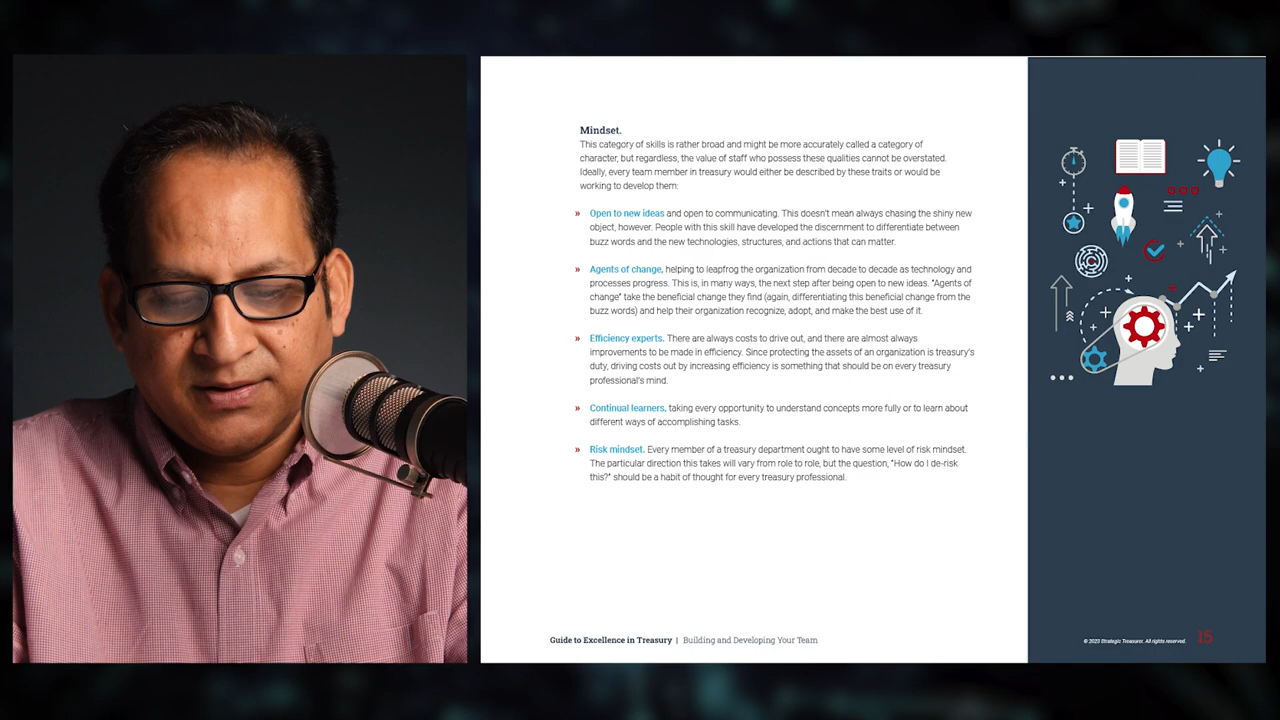 Mindset.
This category of skills is rather broad and might be more accurately called a category of
character, but regardless, the value of staff who possess these qualities cannot be overstated.
Ideally, every team member in treasury would either be described by these traits or would be
working to develop them:
» Open to new ideas and open to communicating. This doesn't mean always chasing the shiny new
object, however. People with this skill have developed the discernment to differentiate between
buzz words and the new technologies, structures, and actions that can matter.
» Agents of change, helping to leapfrog the organization from decade to decade as technology and
processes progress. This is, in many ways, the next step after being open to new ideas. "Agents of
change" take the beneficial change they find (again, differentiating this beneficial change from the
buzz words) and help their organization recognize, adopt, and make the best use of it.
» Efficiency experts. There are always costs to drive out, and there are almost always
improvements to be made in efficiency. Since protecting the assets of an organization is treasury's
duty, driving costs out by increasing efficiency is something that should be on every treasury
professional's mind.
» Continual learners, taking every opportunity to understand concepts more fully or to learn about
different ways of accomplishing tasks.
» Risk mindset. Every member of a treasury department ought to have some level of risk mindset.
The particular direction this takes will vary from role to role, but the question, "How do I de-risk
this?" should be a habit of thought for every treasury professional.
Guide to Excellence in Treasury | Building and Developing Your Team
© 2023 Strategic Treasurer. All rights reserved. 15